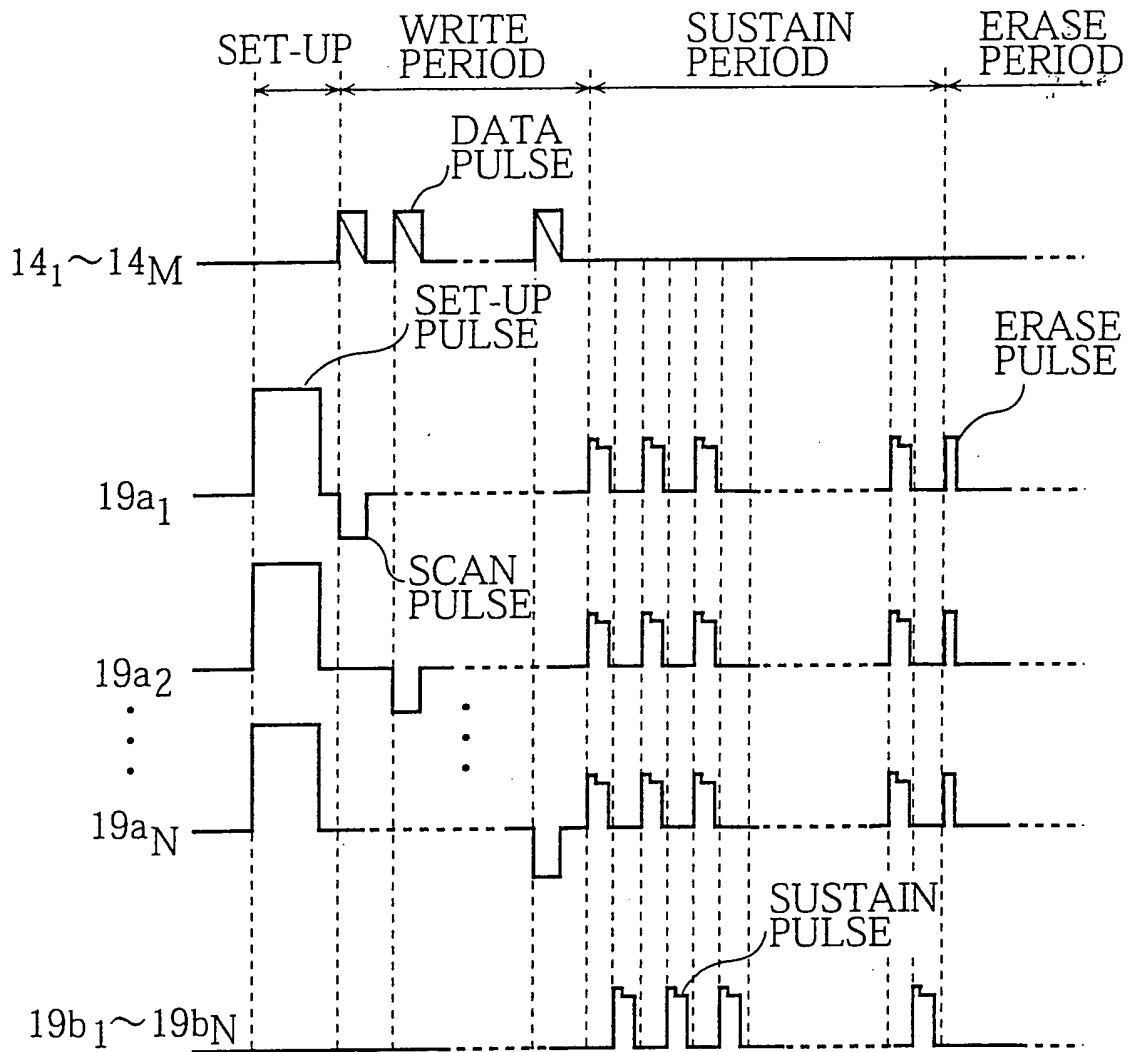 SET-UP
WRITE
PERIOD
SUSTAIN
PERIOD
ERASE
PERIOD
DATA
PULSE
14₁~14M
SET-UP
PULSE
ERASE
PULSE
19a₁
SCAN
PULSE
19a₂
19aN
SUSTAIN
PULSE
19b₁~19bN